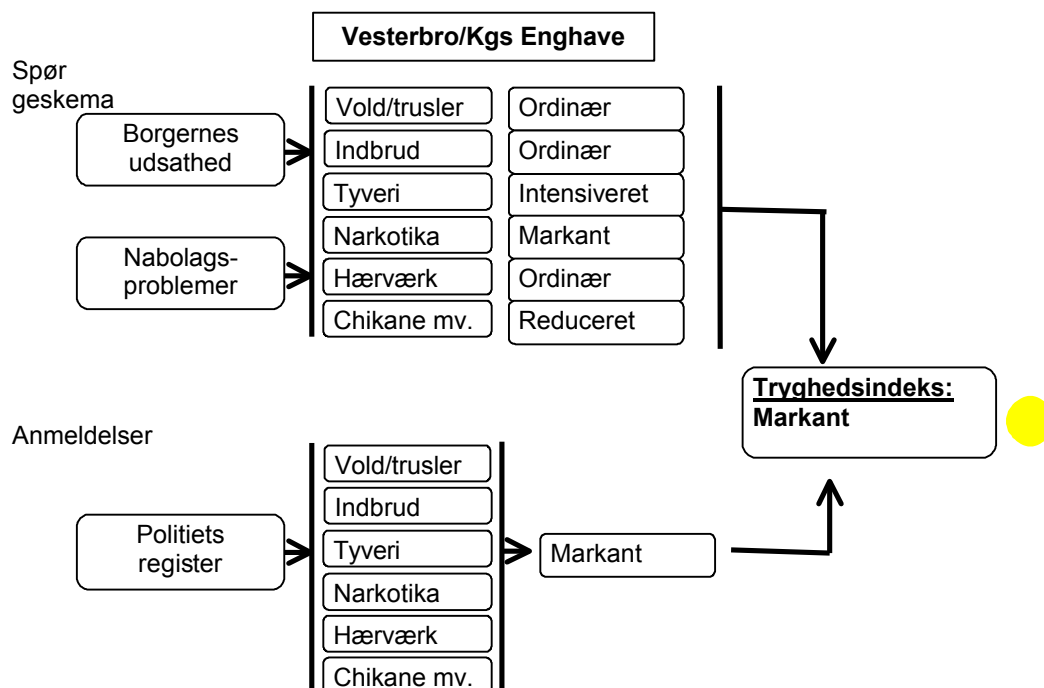 Vesterbro/Kgs Enghave
Spør
geskema
Borgernes
udsathed
Nabolags-
problemer
Vold/trusler
Ordinær
Indbrud
Ordinær
Tyveri
Intensiveret
Narkotika
Markant
Hærværk
Ordinær
Chikane mv.
Reduceret
Tryghedsindeks:
Markant
Anmeldelser
Politiets
register
Vold/trusler
Indbrud
Tyveri
Narkotika
Hærværk
Chikane mv.
Markant